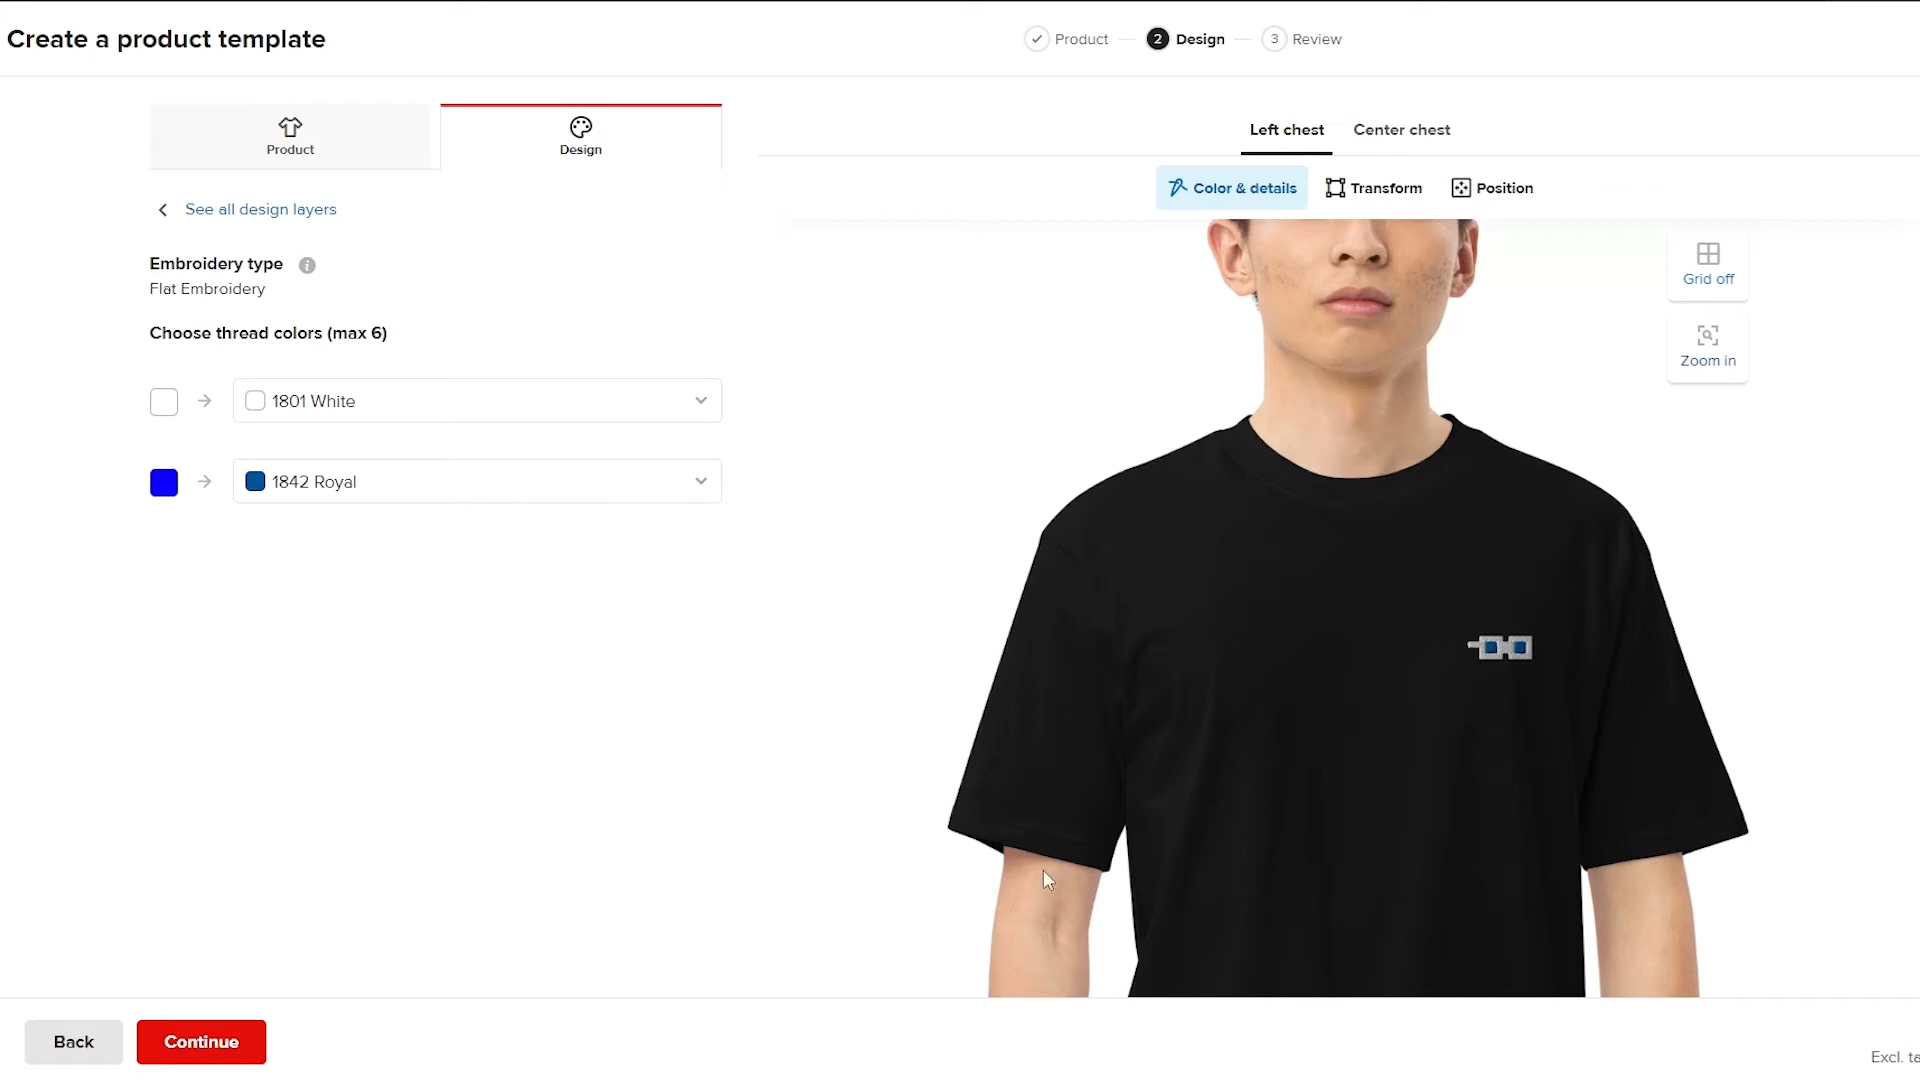 Create a product template
Product
2 Design
3 Review
Product
Design
See all design layers
Embroidery type
Flat Embroidery
Choose thread colors (max 6)
1801 White
1842 Royal
Left chest
Center chest
Color & details
Transform
Position
Grid off
Zoom in
Back
Continue
Excl. ta